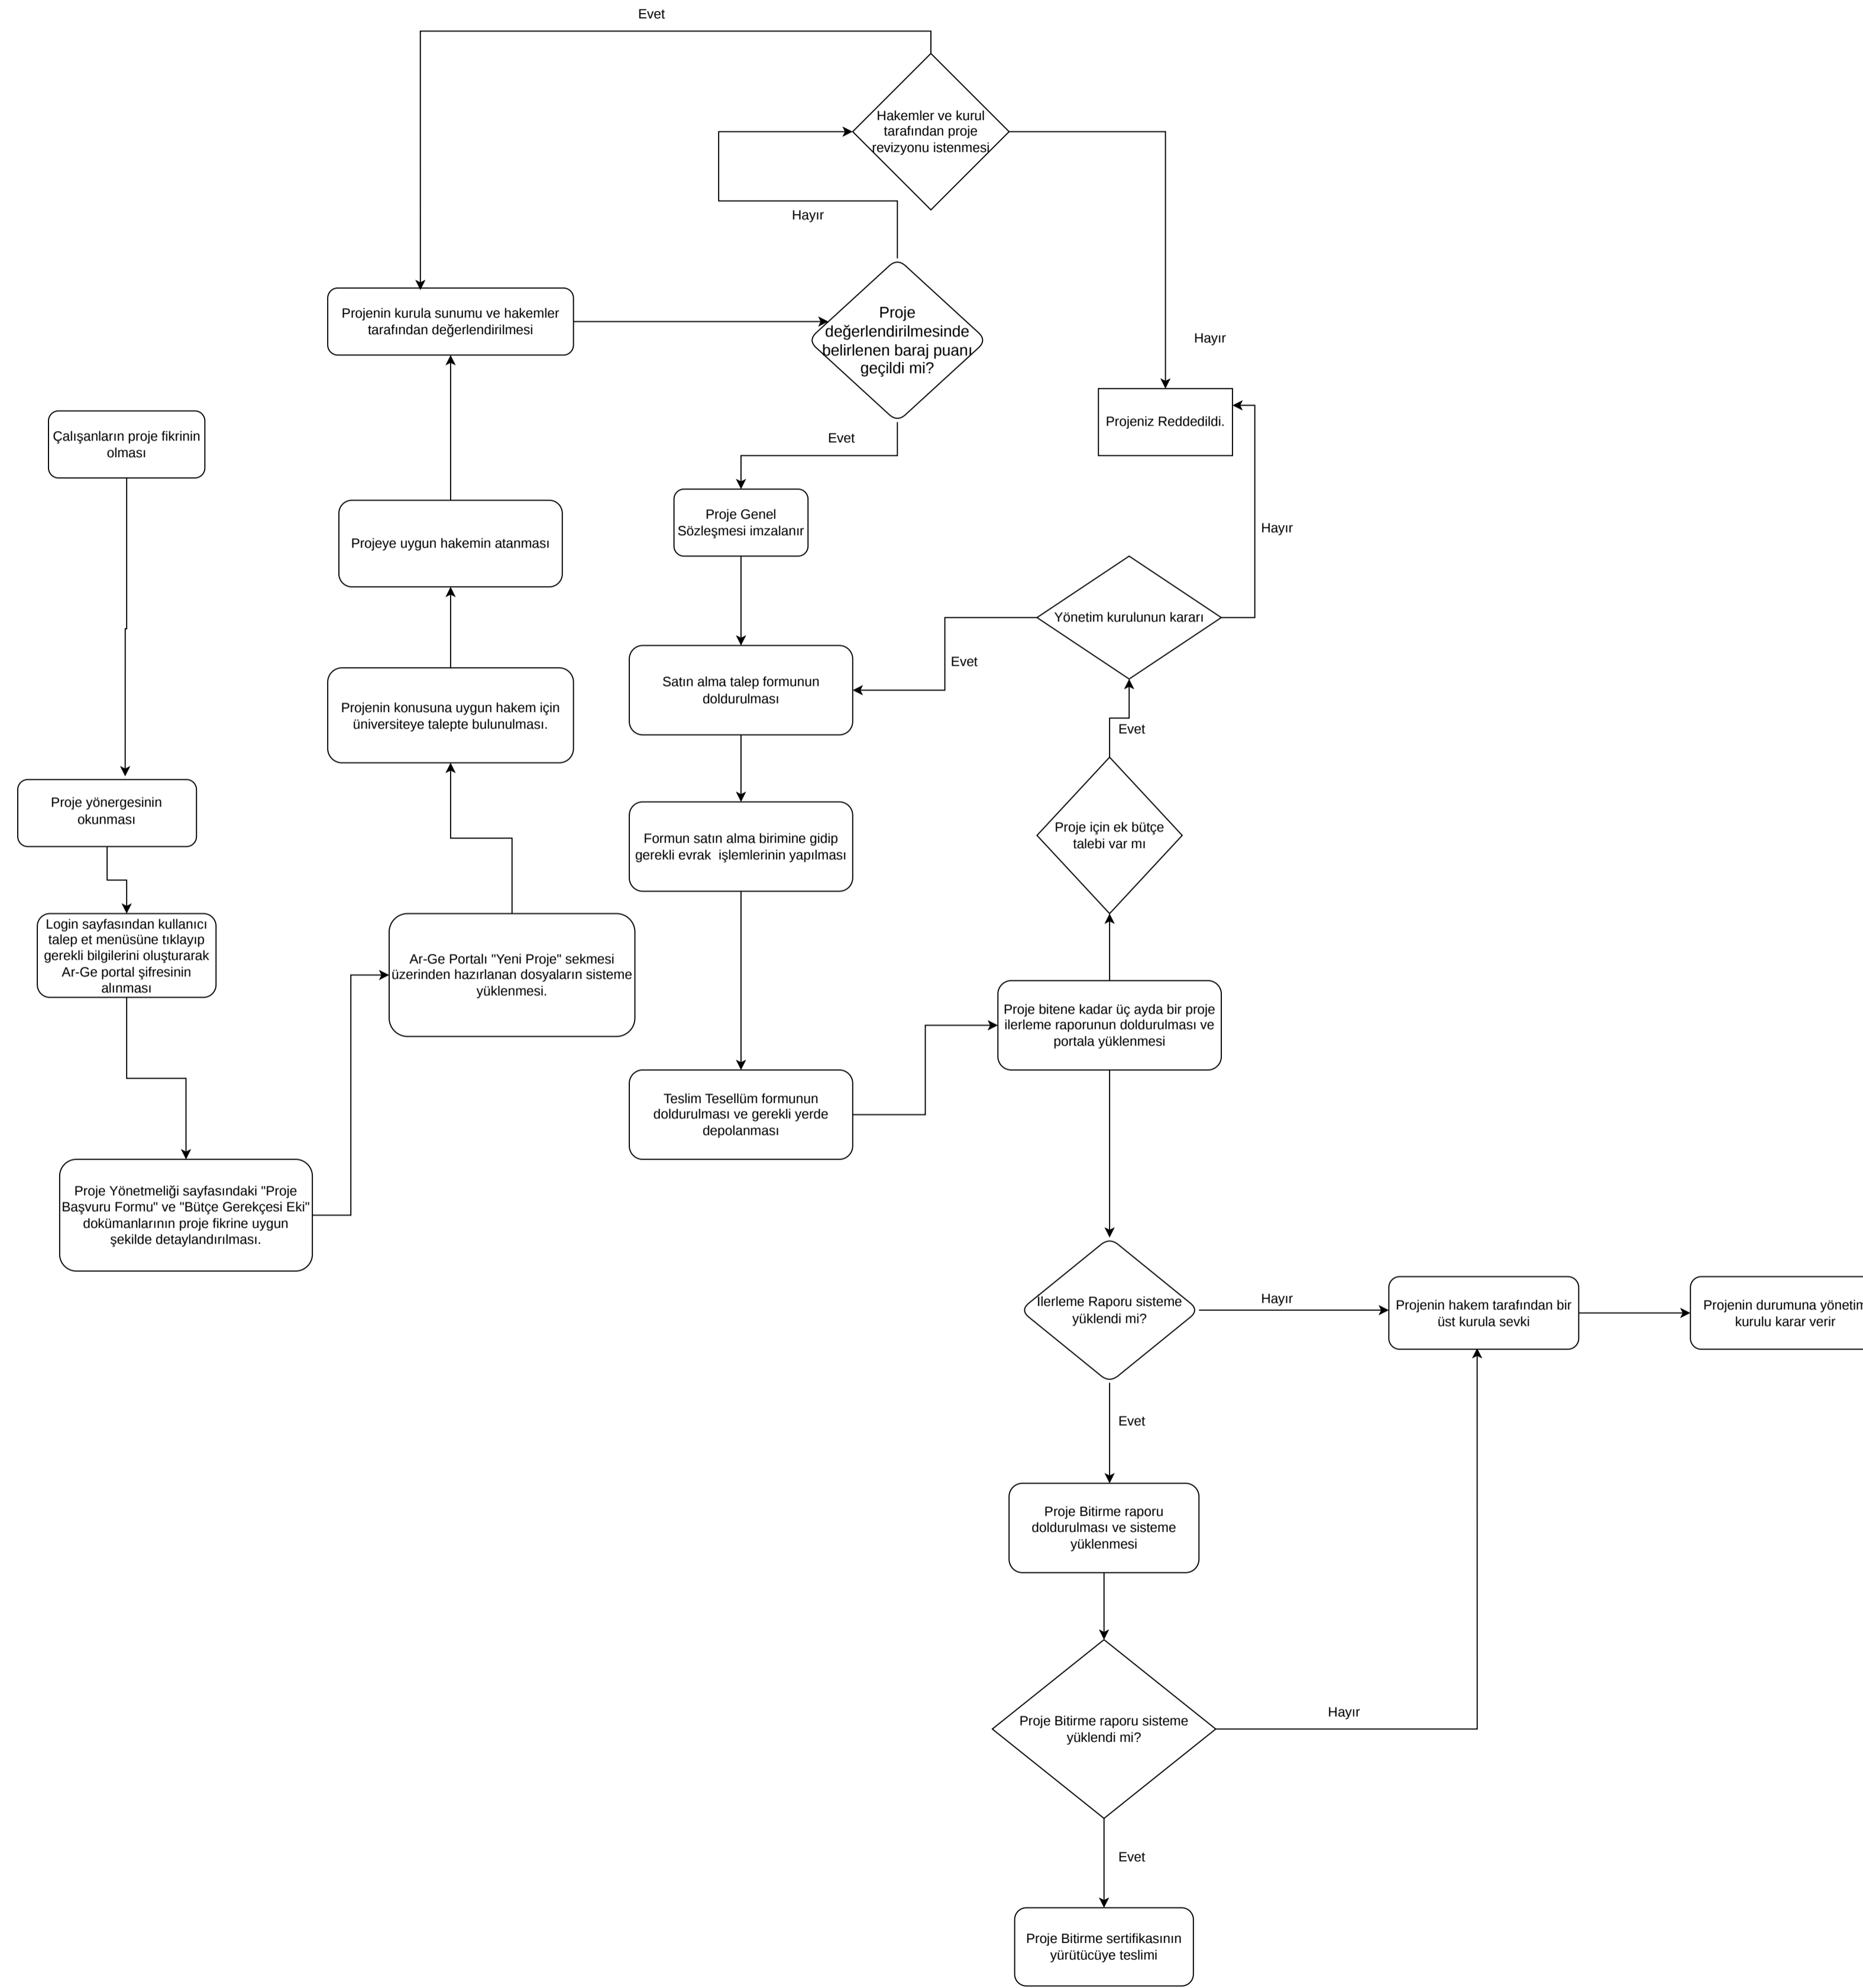 Evet
Hakemler ve kurul
tarafından proje
revizyonu istenmesi
Hayır
Projenin kurula sunumu ve hakemler
tarafından değerlendirilmesi
Proje
değerlendirilmesinde
belirlenen baraj puanı
geçildi mi?
Hayır
Projeniz Reddedildi.
Çalışanların proje fikrinin
olması
Evet
Proje Genel
Sözleşmesi imzalanır
Hayır
Projeye uygun hakemin atanması
Yönetim kurulunun kararı
Evet
Satın alma talep formunun
doldurulması
Projenin konusuna uygun hakem için
üniversiteye talepte bulunulması.
Evet
Proje yönergesinin
okunması
Formun satın alma birimine gidip
gerekli evrak  işlemlerinin yapılması
Proje için ek bütçe
talebi var mı
Login sayfasından kullanıcı
talep et menüsüne tıklayıp
gerekli bilgilerini oluşturarak
Ar-Ge portal şifresinin
alınması
Ar-Ge Portalı "Yeni Proje" sekmesi
üzerinden hazırlanan dosyaların sisteme
yüklenmesi.
Proje bitene kadar üç ayda bir proje
ilerleme raporunun doldurulması ve
portala yüklenmesi
Teslim Tesellüm formunun
doldurulması ve gerekli yerde
depolanması
Proje Yönetmeliği sayfasındaki "Proje
Başvuru Formu" ve "Bütçe Gerekçesi Eki"
dokümanlarının proje fikrine uygun
şekilde detaylandırılması.
İlerleme Raporu sisteme
yüklendi mi?
Hayır
Projenin hakem tarafından bir
üst kurula sevki
Projenin durumuna yönetim
kurulu karar verir
Evet
Proje Bitirme raporu
doldurulması ve sisteme
yüklenmesi
Proje Bitirme raporu sisteme
yüklendi mi?
Hayır
Evet
Proje Bitirme sertifikasının
yürütücüye teslimi